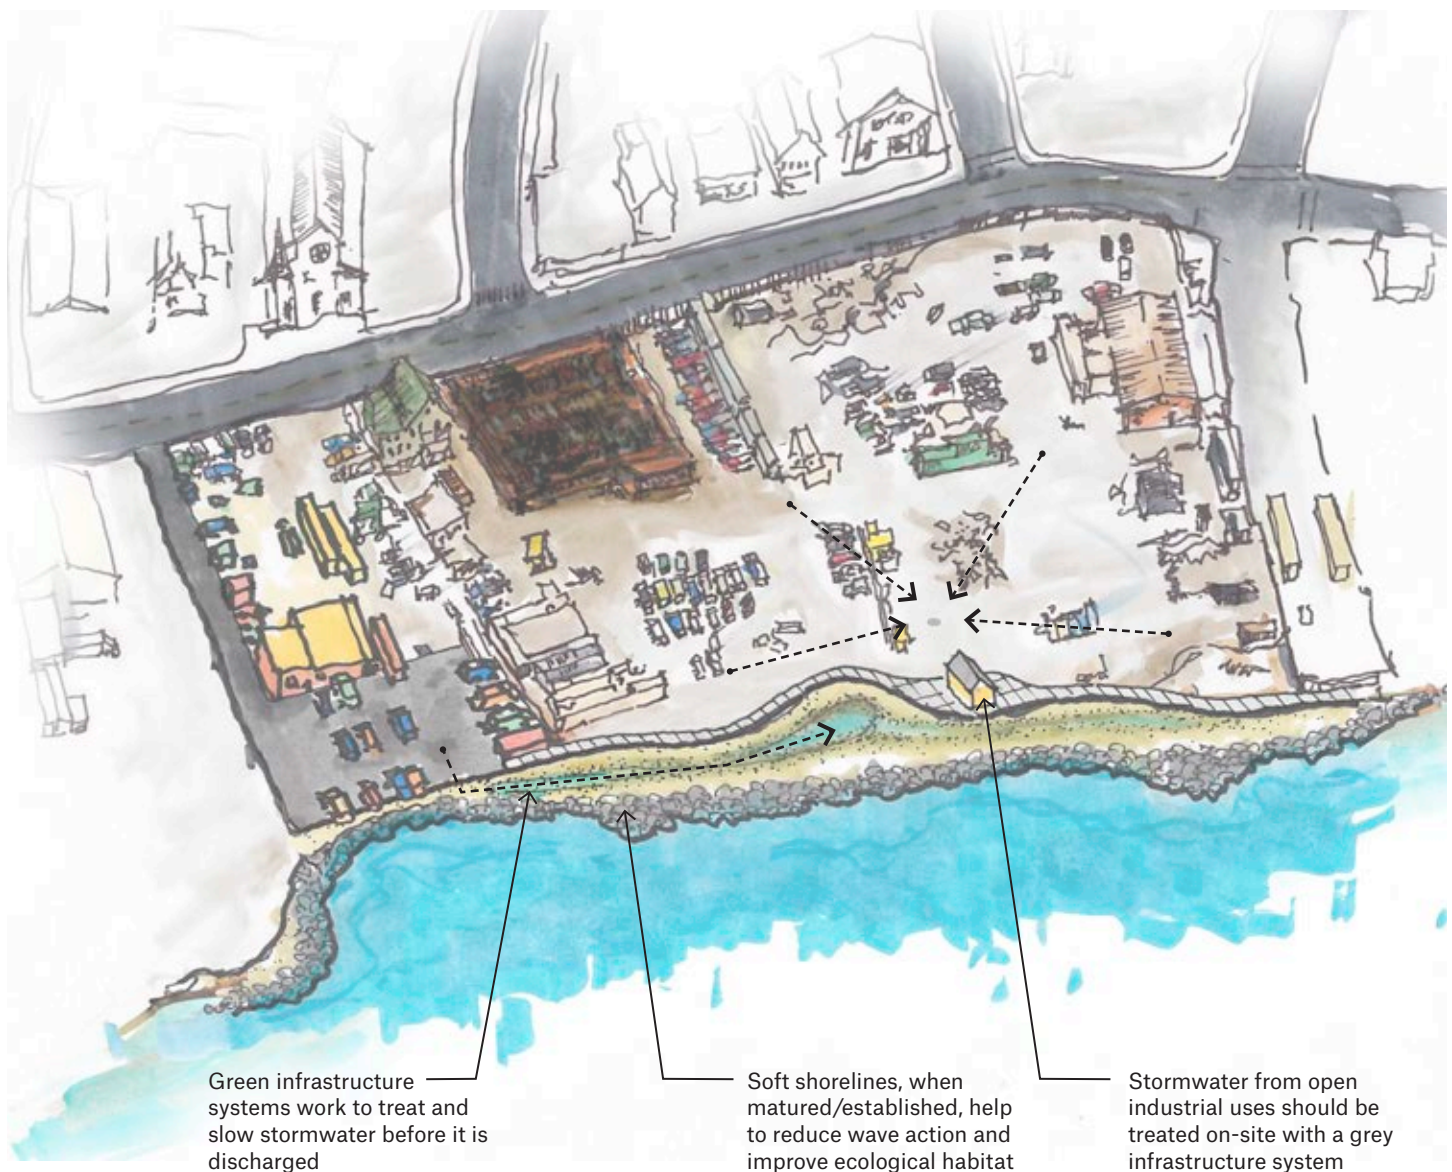 Green infrastructure
systems work to treat and
slow stormwater before it is
discharged
Soft shorelines, when
matured/established, help
to reduce wave action and
improve ecological habitat
Stormwater from open
industrial uses should be
treated on-site with a grey
infrastructure system